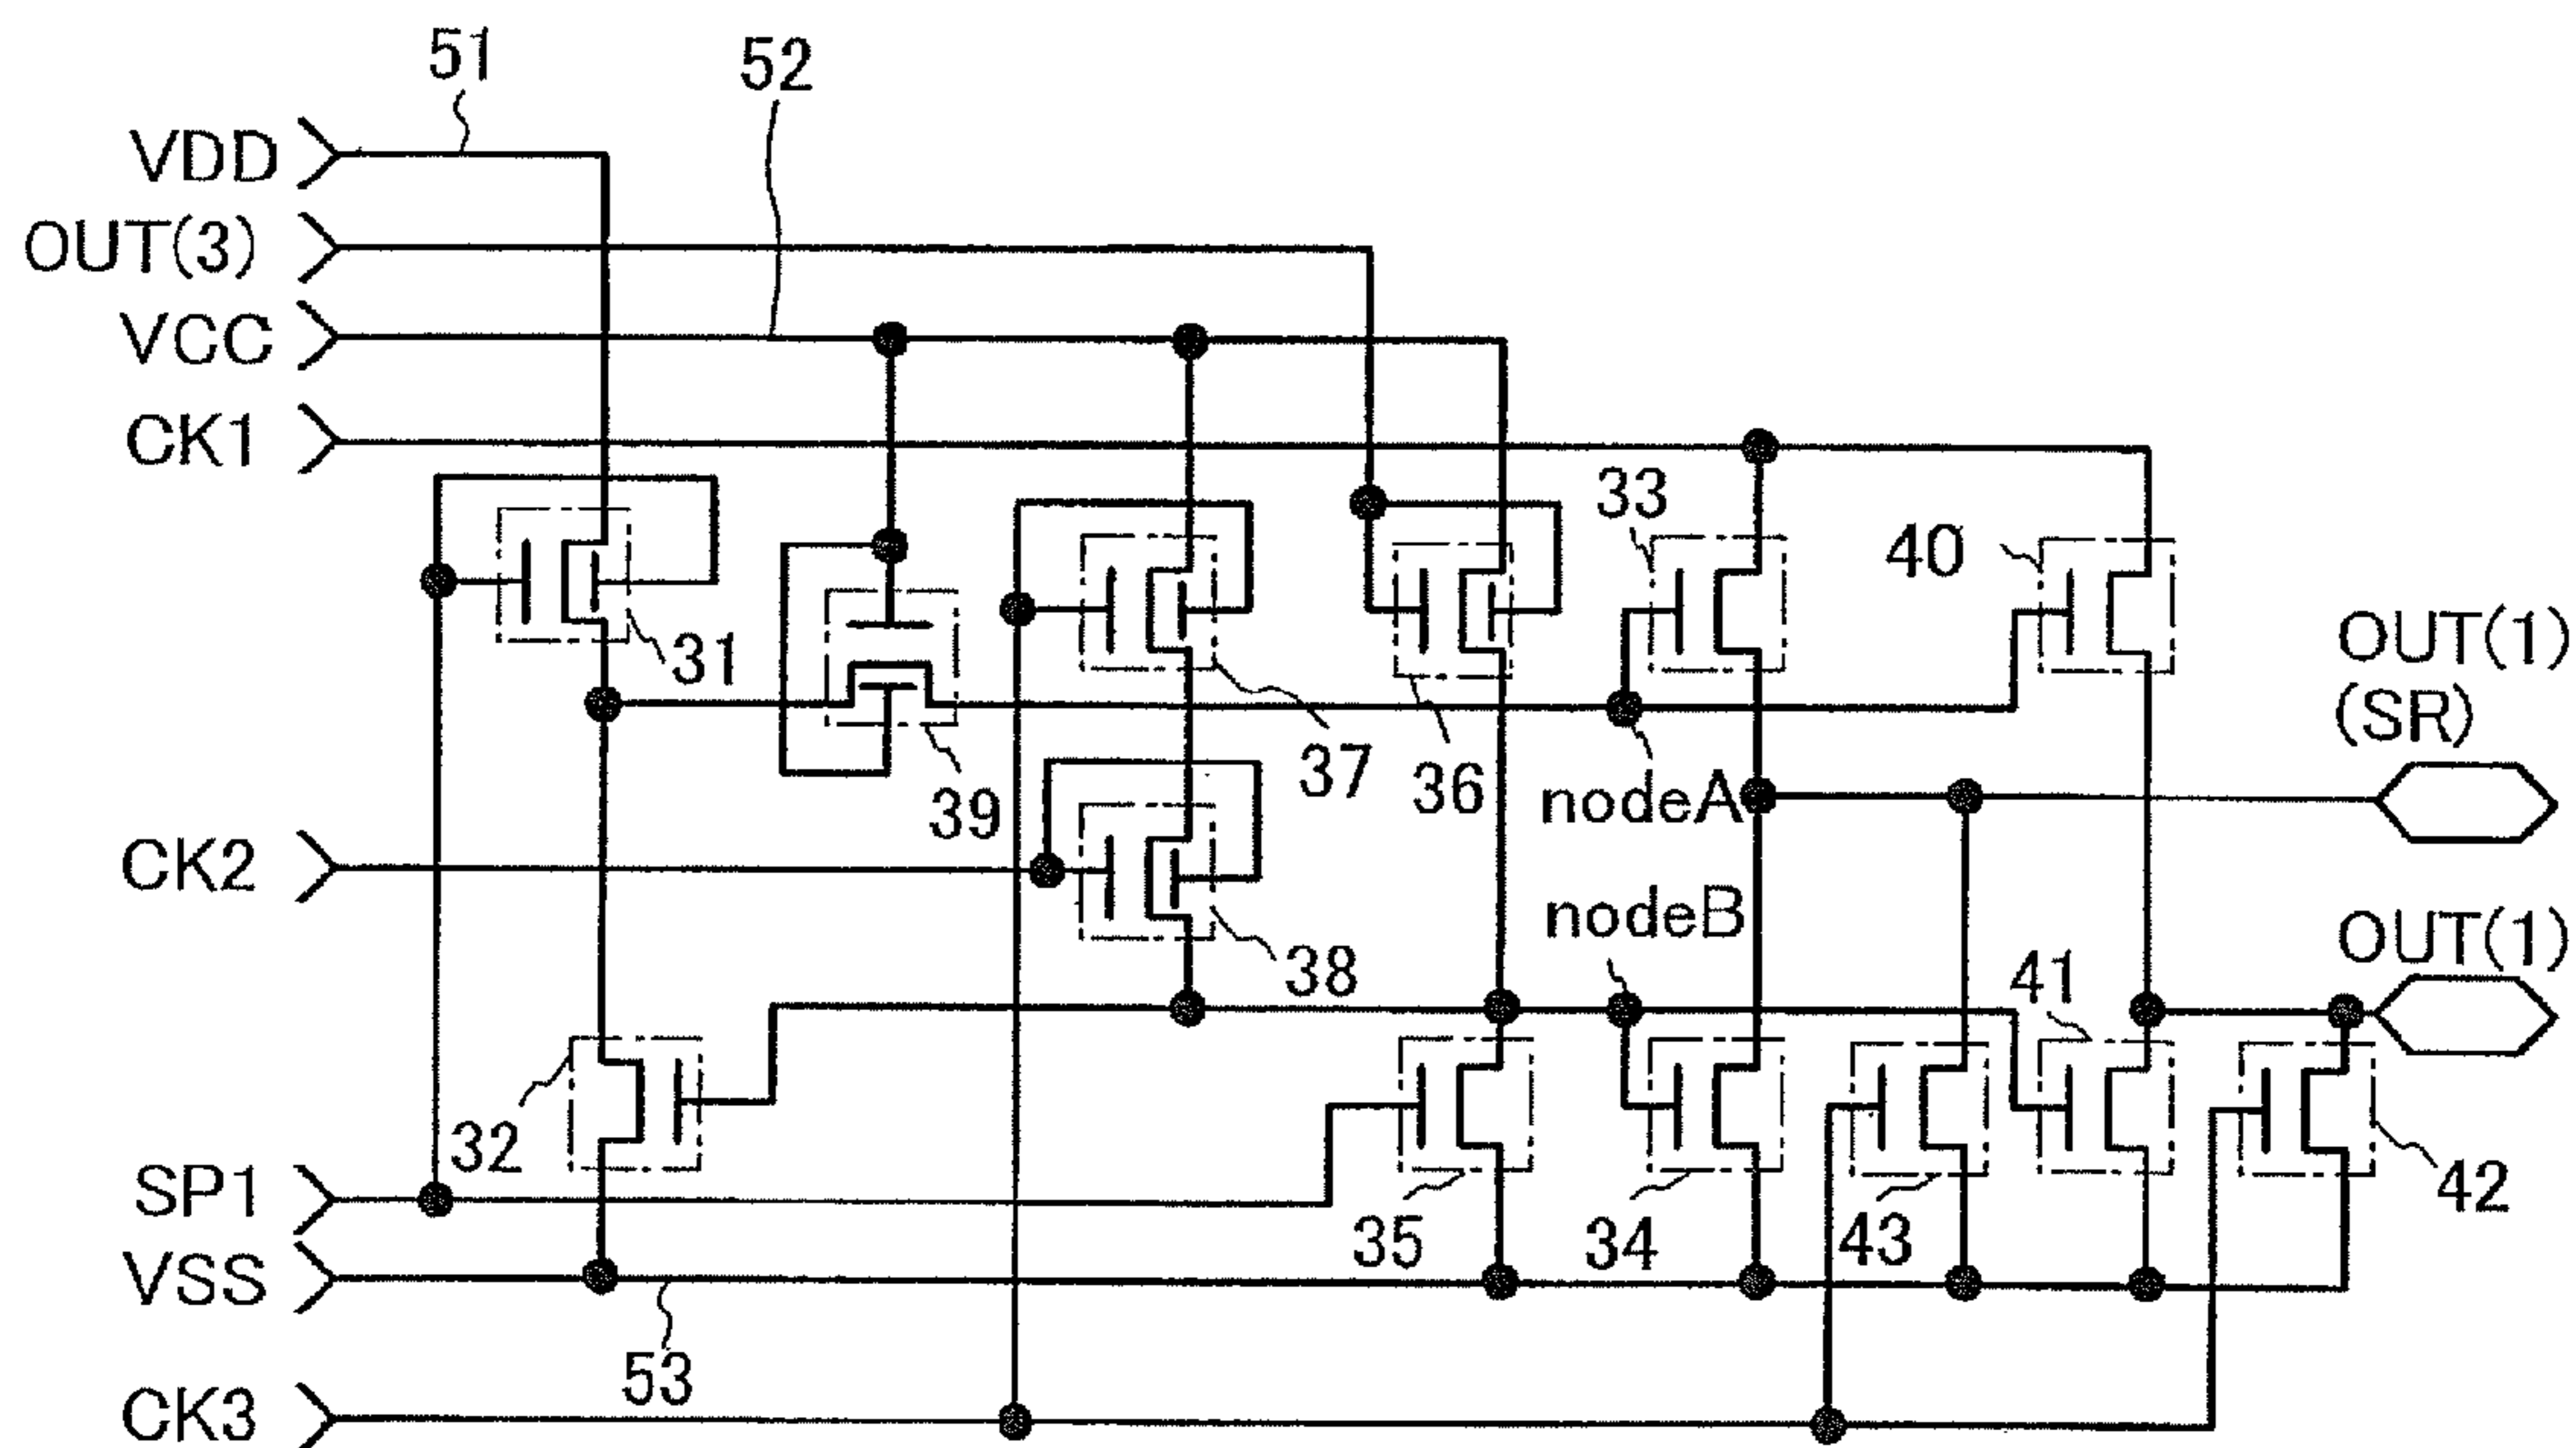 51
52
VDD
OUT(3)
VCC
CK1
33
40
31
OUT(1)
(SR)
37
36
39
nodeA
CK2
nodeB
38
41
OUT(1)
32
SP1
42
35
34
43
VSS
53
CK3